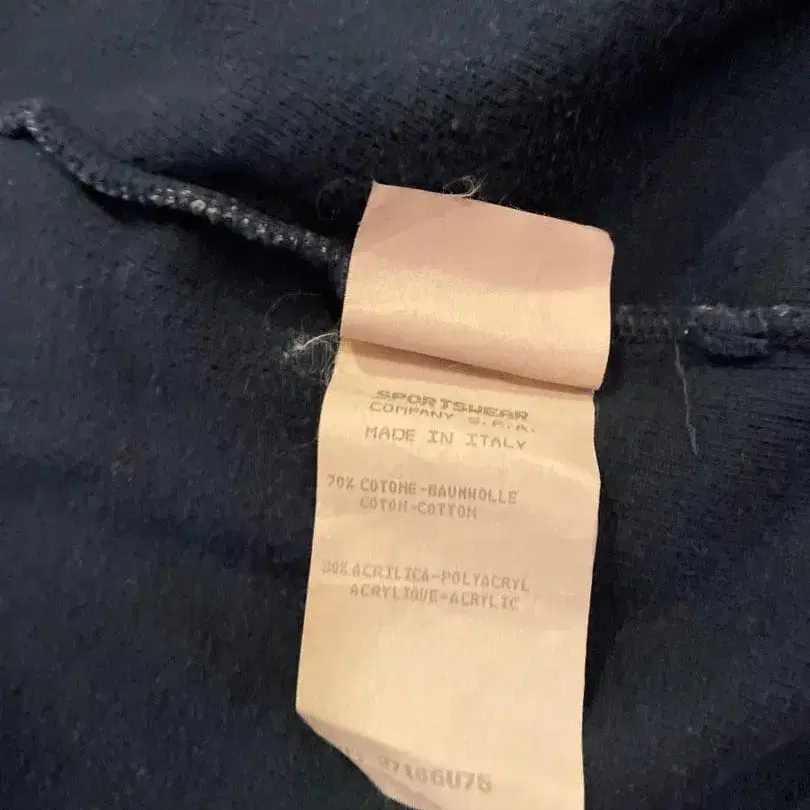 SPORTSWEAR
COMPANY S.P.A.
MADE IN ITALY
70% COTONE-BAUMWOLLE
COTON-COTTON
30% ACRILICA-POLYACRYL
ACRYLIQUE-ACRYLIC